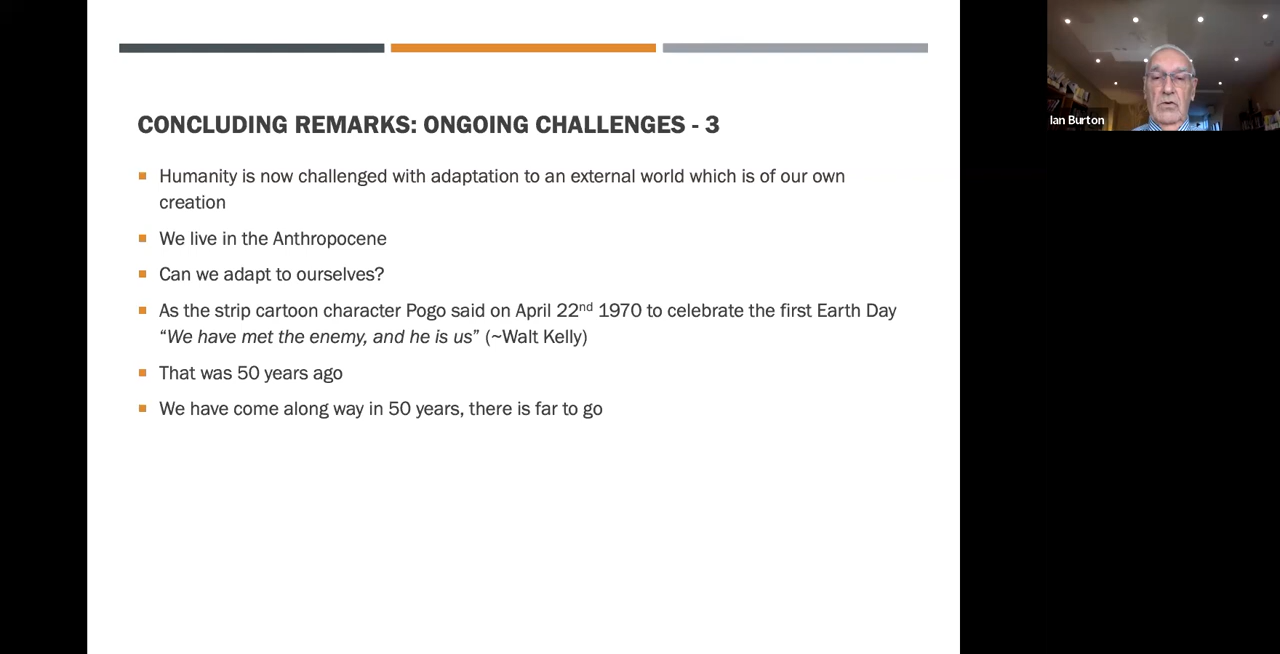 CONCLUDING REMARKS: ONGOING CHALLENGES - 3
Humanity is now challenged with adaptation to an external world which is of our own
creation
We live in the Anthropocene
Can we adapt to ourselves?
As the strip cartoon character Pogo said on April 22nd 1970 to celebrate the first Earth Day
“We have met the enemy, and he is us” (~Walt Kelly)
That was 50 years ago
We have come along way in 50 years, there is far to go
Ian Burton